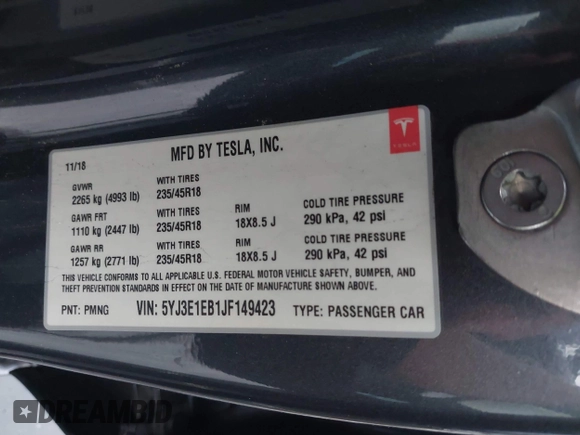 11/18 MFD BY TESLA, INC.
TESLA
GVWR WITH TIRES
2265 kg (4993 lb) 235/45R18
GAWR FRT WITH TIRES RIM COLD TIRE PRESSURE
1110 kg (2447 lb) 235/45R18 18X8.5 J 290 kPa, 42 psi
GAWR RR WITH TIRES RIM COLD TIRE PRESSURE
1257 kg (2771 lb) 235/45R18 18X8.5 J 290 kPa, 42 psi
THIS VEHICLE CONFORMS TO ALL APPLICABLE U.S. FEDERAL MOTOR VEHICLE SAFETY, BUMPER, AND
THEFT PREVENTION STANDARDS IN EFFECT ON THE DATE OF MANUFACTURE SHOWN ABOVE.
PNT: PMNG VIN: 5YJ3E1EB1JF149423 TYPE: PASSENGER CAR
DREAMBID